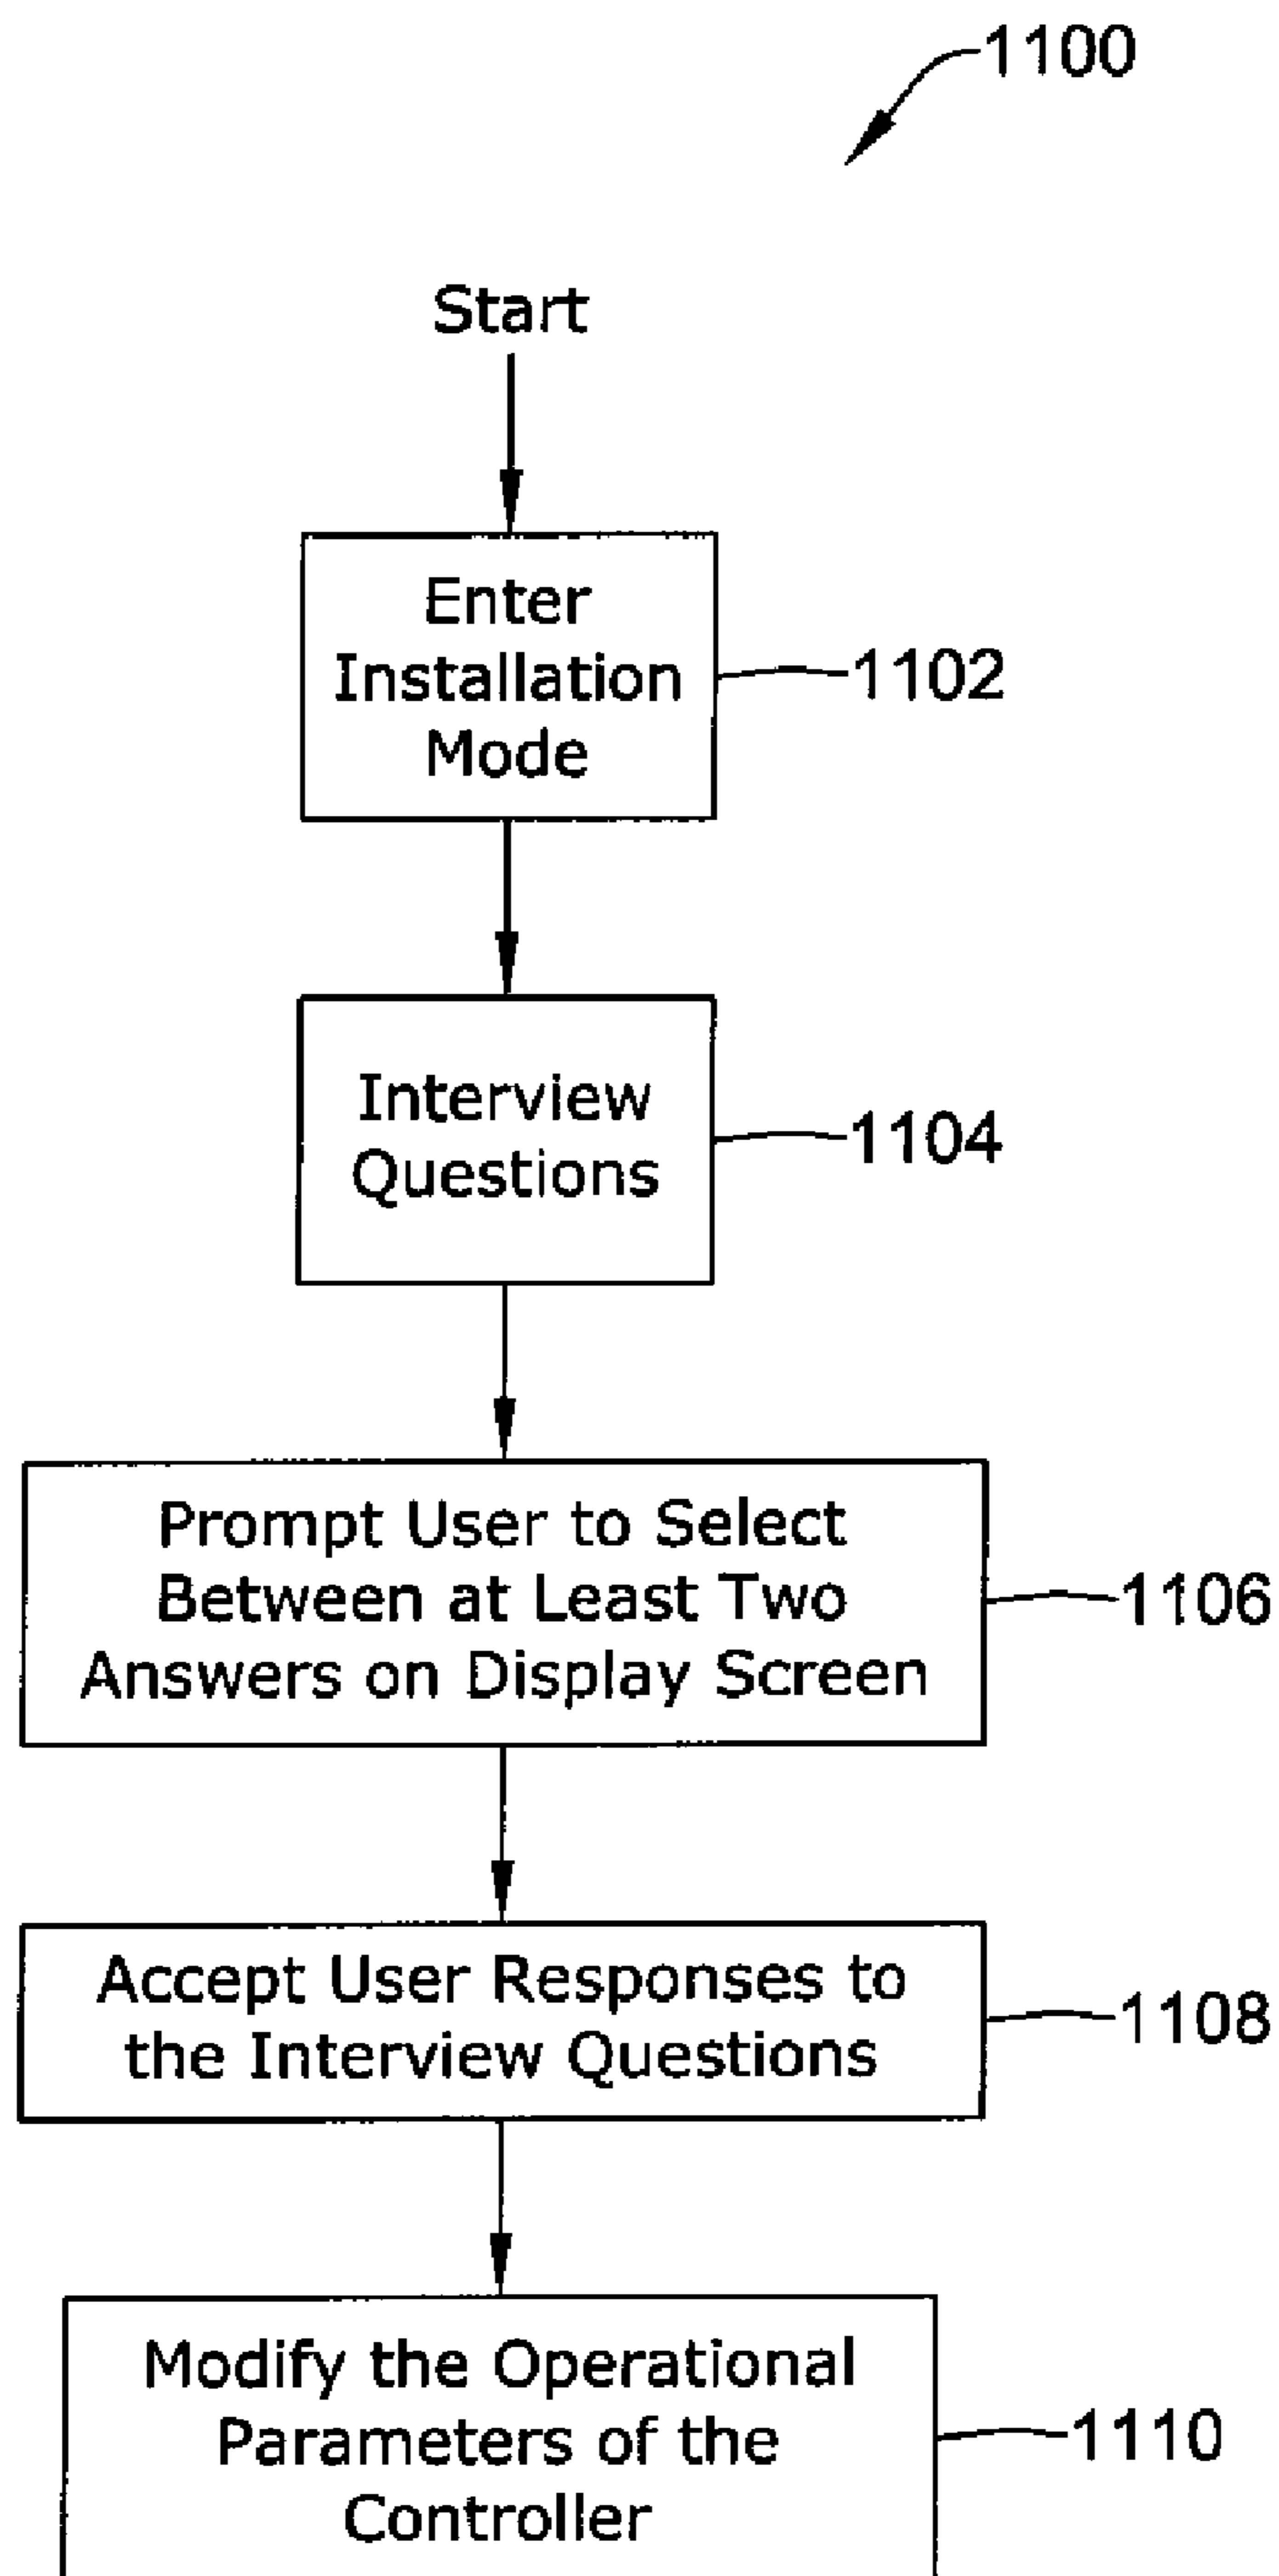 1100
Start
Enter
Installation
Mode
1102
Interview
Questions
1104
Prompt User to Select
Between at Least Two
Answers on Display Screen
1106
Accept User Responses to
the Interview Questions
1108
Modify the Operational
Parameters of the
Controller
1110